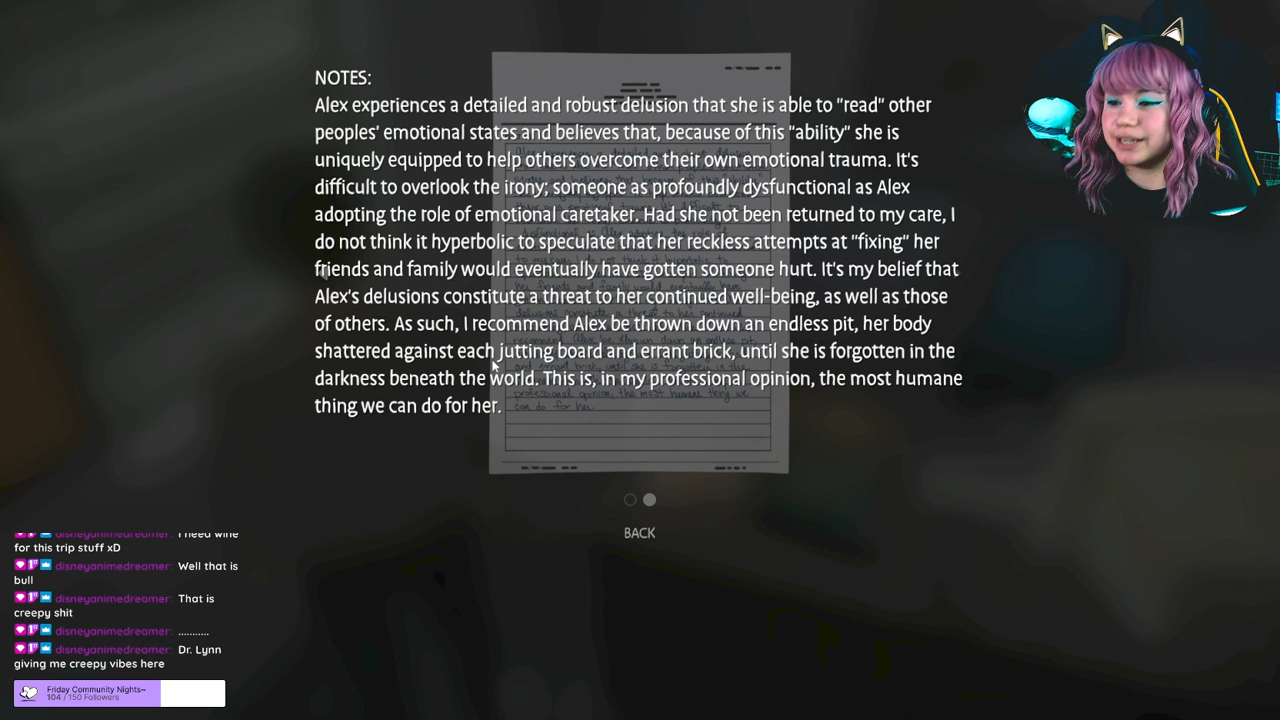 NOTES:
Alex experiences a detailed and robust delusion that she is able to "read" other
peoples' emotional states and believes that, because of this "ability" she is
uniquely equipped to help others overcome their own emotional trauma. It's
difficult to overlook the irony; someone as profoundly dysfunctional as Alex
adopting the role of emotional caretaker. Had she not been returned to my care, I
do not think it hyperbolic to speculate that her reckless attempts at "fixing" her
friends and family would eventually have gotten someone hurt. It's my belief that
Alex's delusions constitute a threat to her continued well-being, as well as those
of others. As such, I recommend Alex be thrown down an endless pit, her body
shattered against each jutting board and errant brick, until she is forgotten in the
darkness beneath the world. This is, in my professional opinion, the most humane
thing we can do for her.
BACK
disneyanimedreamer: I need wine
for this trip stuff xD
disneyanimedreamer: Well that is
bull
disneyanimedreamer: That is
creepy shit
disneyanimedreamer: ...........
disneyanimedreamer: Dr. Lynn
giving me creepy vibes here
Friday Community Nights~
104 / 150 Followers